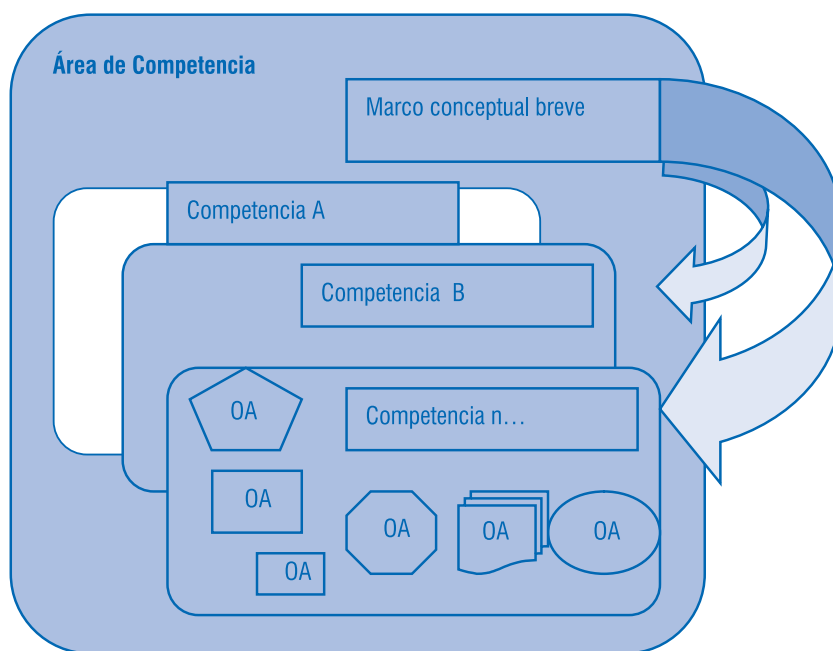 Área de Competencia
Marco conceptual breve
Competencia A
Competencia B
OA
Competencia n...
OA
OA
OA
OA
OA